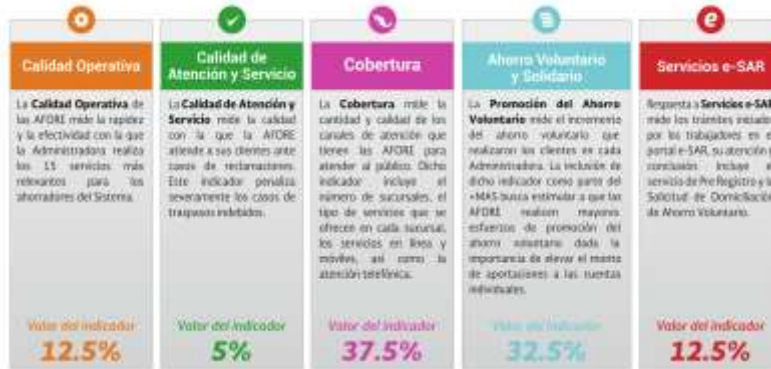 Calidad Operativa
La Calidad Operativa de
las AFORE mide la rapidez
y la efectividad con la que
la Administradora realiza
los 15 servicios más
relevantes para los
ahorradores del Sistema.
Valor del indicador
12.5%
Calidad de
Atención y Servicio
La Calidad de Atención y
Servicio mide la calidad
con la que la AFORE
atiende a sus clientes ante
casos de reclamaciones.
Este indicador penaliza
severamente los casos de
traspasos indebidos.
Valor del indicador
5%
Cobertura
La Cobertura mide la
cantidad y calidad de los
canales de atención que
tienen las AFORE para
atender al público. Dicho
indicador incluye el
número de sucursales, el
tipo de servicios que se
ofrecen en cada sucursal,
los servicios en línea y
móviles, así como la
atención telefónica.
Valor del indicador
37.5%
Ahorro Voluntario
y Solidario
La Promoción del Ahorro
Voluntario mide el incremento
del ahorro voluntario que
realizaron los clientes en cada
Administradora. La inclusión de
dicho indicador como parte del
+MAS busca estimular a que las
AFORE realicen mayores
esfuerzos de promoción del
ahorro voluntario dada la
importancia de elevar el monto
de aportaciones a las cuentas
individuales.
Valor del indicador
32.5%
e
Servicios e-SAR
Respuesta a Servicios e-SAR
mide los trámites iniciados
por los trabajadores en el
portal e-SAR, su atención y
conclusión. Incluye el
servicio de Pre Registro y la
Solicitud de Domiciliación
de Ahorro Voluntario.
Valor del indicador
12.5%